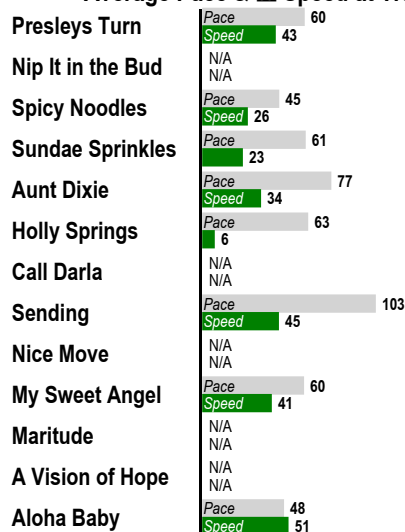 Presleys Turn
Pace 60
Speed 43
Nip It in the Bud
N/A
N/A
Spicy Noodles
Pace 45
Speed 26
Sundae Sprinkles
Pace 61
23
Aunt Dixie
Pace 77
Speed 34
Holly Springs
Pace 63
6
Call Darla
N/A
N/A
Sending
Pace 103
Speed 45
Nice Move
N/A
N/A
My Sweet Angel
Pace 60
Speed 41
Maritude
N/A
N/A
A Vision of Hope
N/A
N/A
Aloha Baby
Pace 48
Speed 51